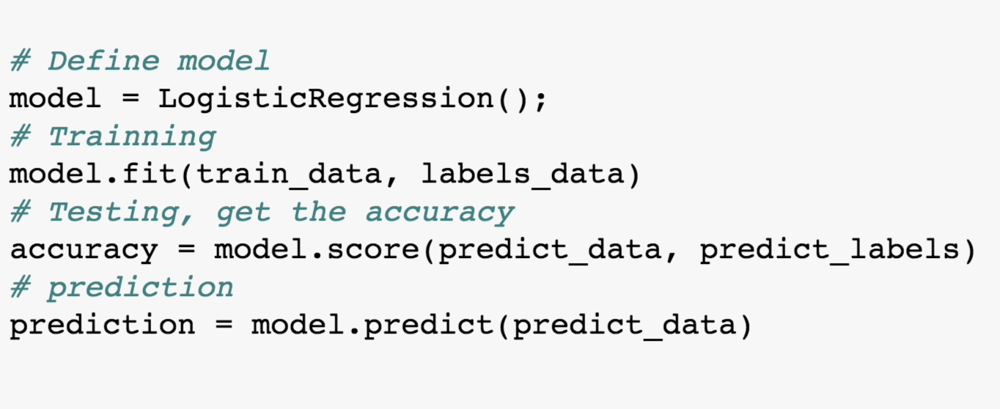 # Define model
model = LogisticRegression();
# Trainning
model.fit(train_data, labels_data)
# Testing, get the accuracy
accuracy = model.score(predict_data, predict_labels)
# prediction
prediction = model.predict(predict_data)